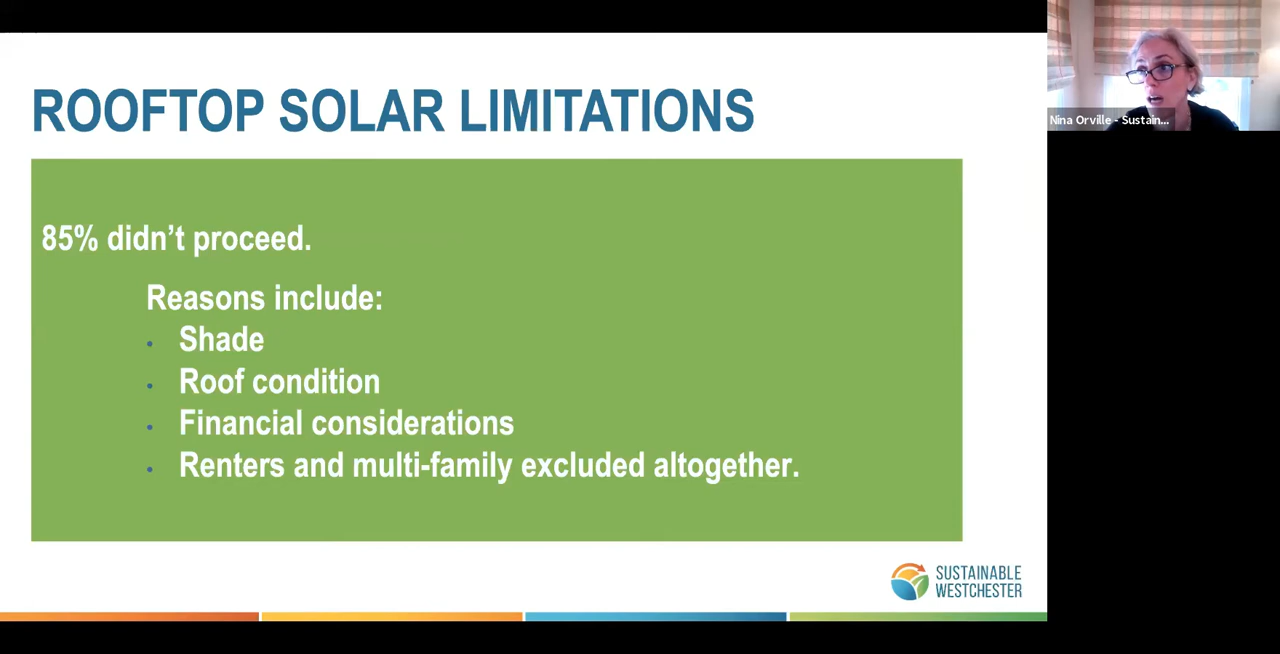 ROOFTOP SOLAR LIMITATIONS
85% didn't proceed.
Reasons include:
• Shade
• Roof condition
• Financial considerations
• Renters and multi-family excluded altogether.
SUSTAINABLE
WESTCHESTER
Nina Orville - Sustain...